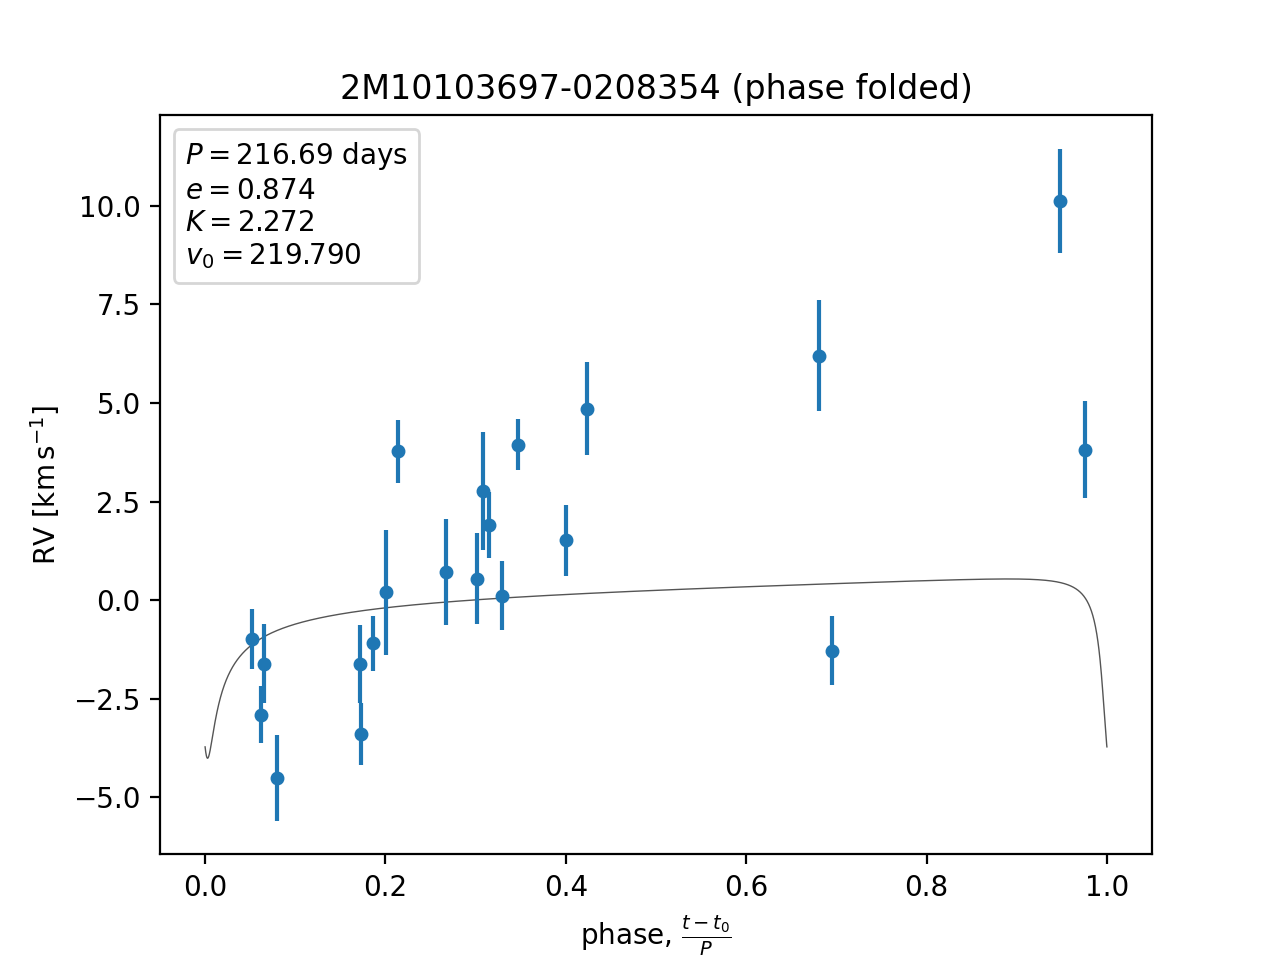 2M10103697-0208354 (phase folded)
P = 216.69 days
e = 0.874
K = 2.272
v₀ = 219.790
10.0
7.5
5.0
2.5
0.0
−2.5
−5.0
RV [km s⁻¹]
0.0 0.2 0.4 0.6 0.8 1.0
phase, (t − t₀)/P